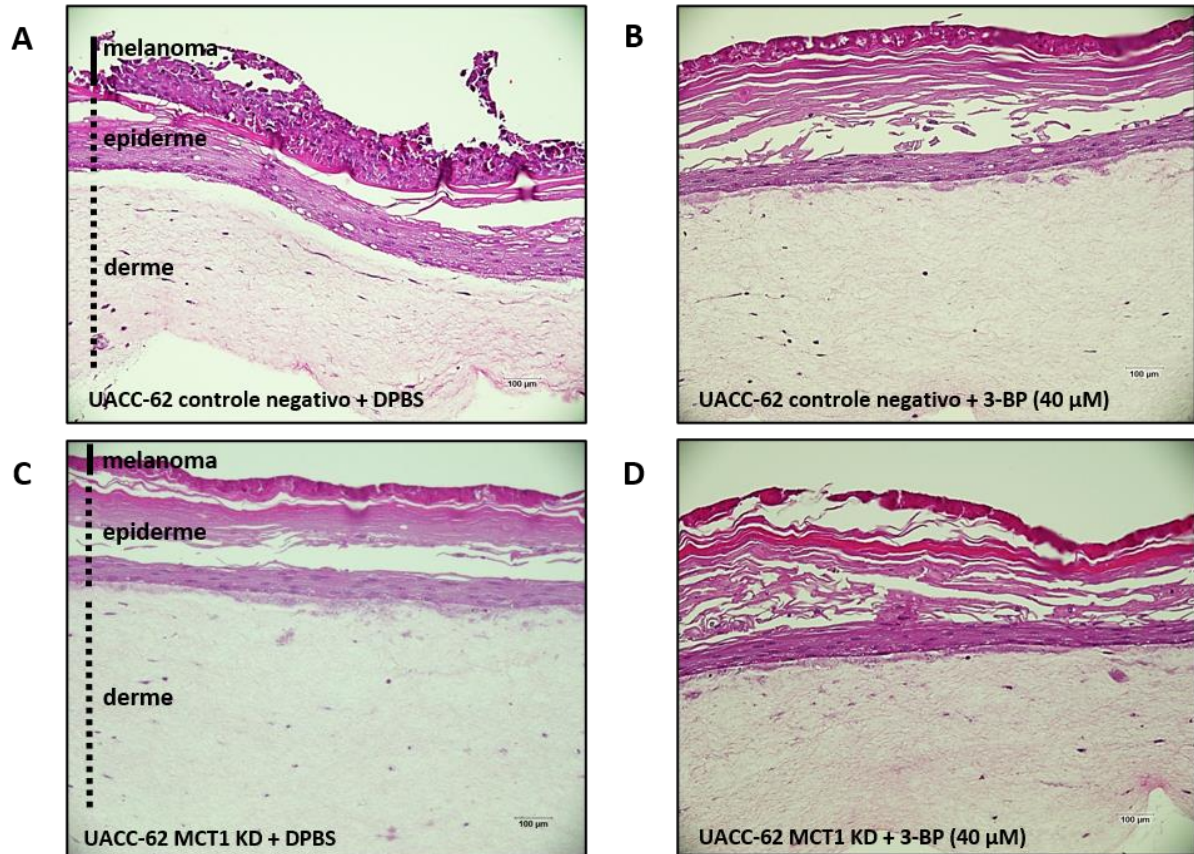 A
melanoma
epiderme
derme
100 µm
UACC-62 controle negativo + DPBS
B
100 µm
UACC-62 controle negativo + 3-BP (40 µM)
C
melanoma
epiderme
derme
100 µm
UACC-62 MCT1 KD + DPBS
D
100 µm
UACC-62 MCT1 KD + 3-BP (40 µM)